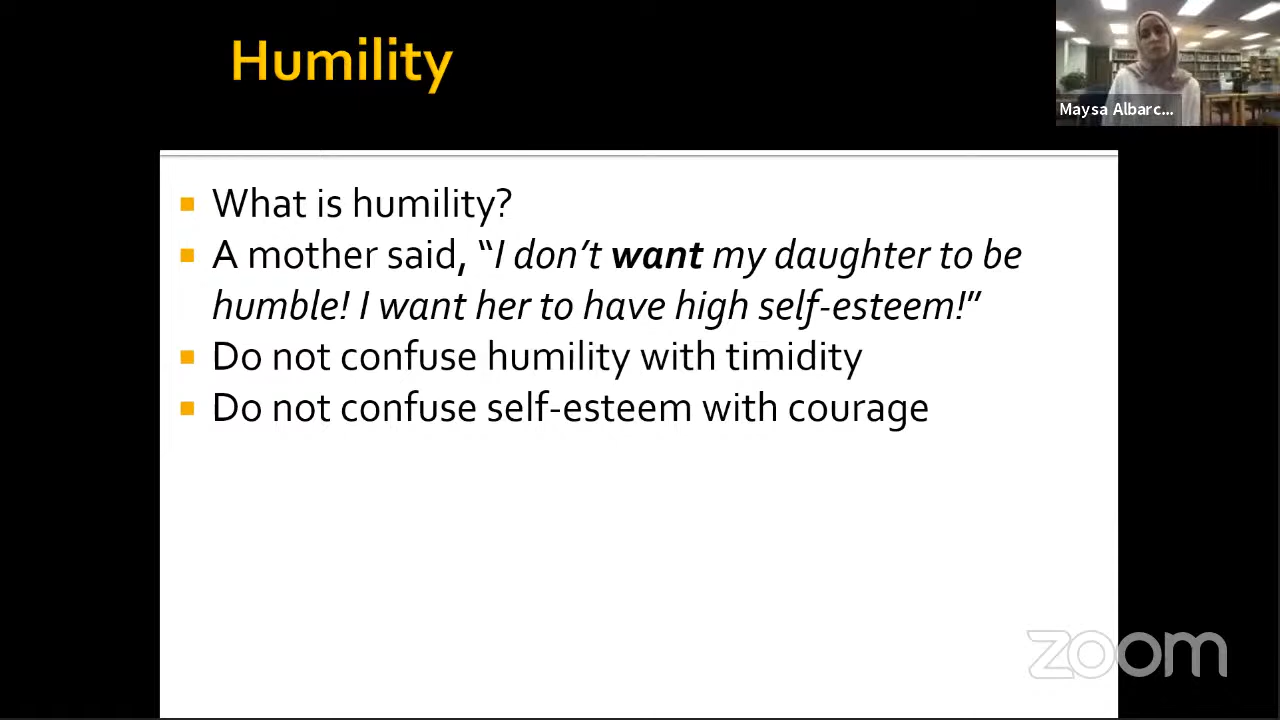 Humility
Maysa Albarc...
What is humility?
A mother said, “I don’t want my daughter to be
humble! I want her to have high self-esteem!”
Do not confuse humility with timidity
Do not confuse self-esteem with courage
zoom